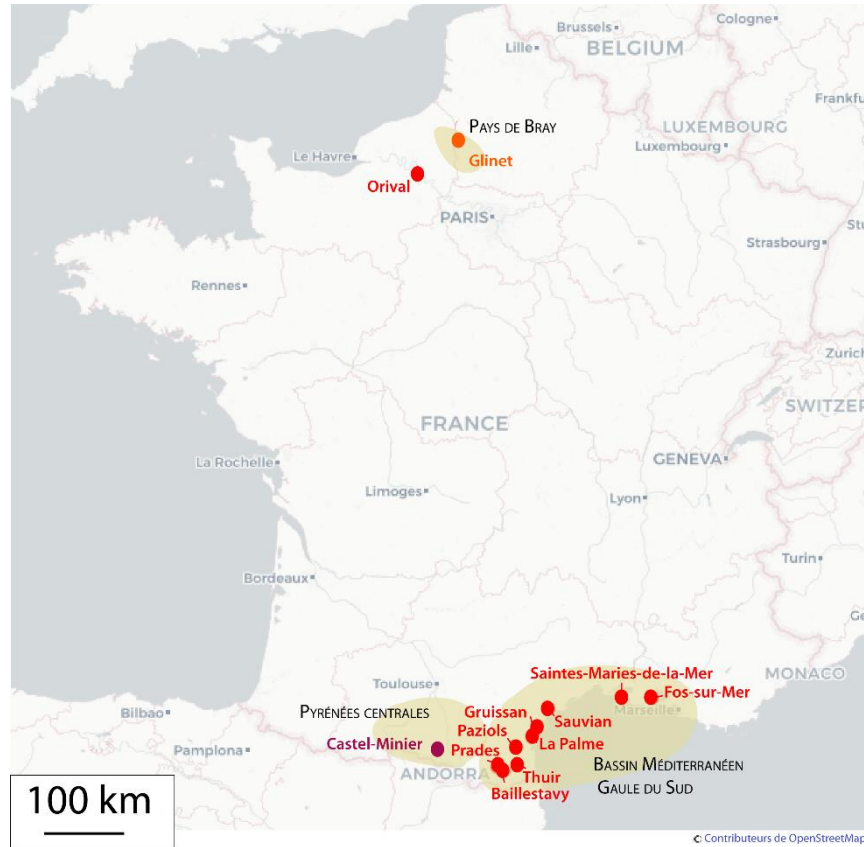 Brussels
Cologne
Lille
BELGIUM
Frankfu
PAYS DE BRAY
LUXEMBOURG
Le Havre
Glinet
Luxembourg
Orival
PARIS
Stu
Strasbourg
Rennes
Zurich
FRANCE
SWITZER
La Rochelle
GENEVA
Limoges
Lyon
Turin
Bordeaux
Ge
Saintes-Maries-de-la-Mer
MONACO
Toulouse
Fos-sur-Mer
Gruissan
Marseille
PYRÉNÉES CENTRALES
Sauvian
Bilbao
Paziols
Castel-Minier
La Palme
Pamplona
Prades
BASSIN MÉDITERRANÉEN
ANDORRA
Thuir
GAULE DU SUD
Baillestavy
100 km
© Contributeurs de OpenStreetMap